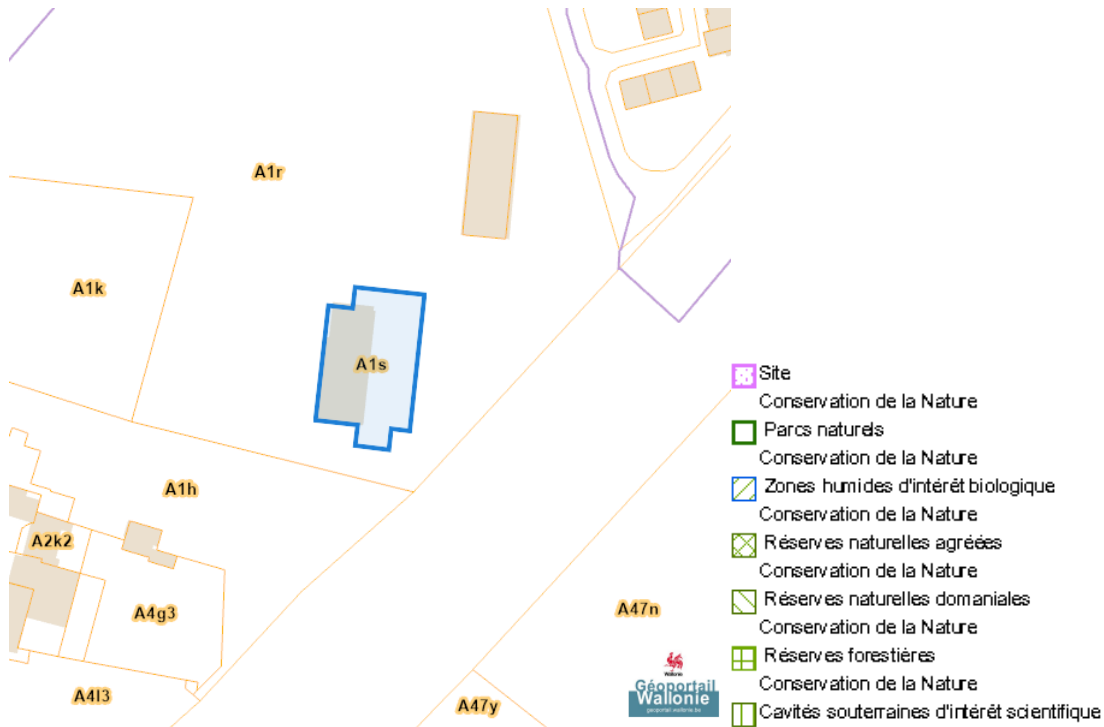 A1r
A1k
A1s
A1h
A2k2
A4g3
A47n
A4l3
A47y
Wallonie
Géoportail
Wallonie
geoportail.wallonie.be
Site
Conservation de la Nature
Parcs naturels
Conservation de la Nature
Zones humides d'intérêt biologique
Conservation de la Nature
Réserves naturelles agréées
Conservation de la Nature
Réserves naturelles domaniales
Conservation de la Nature
Réserves forestières
Conservation de la Nature
Cavités souterraines d'intérêt scientifique